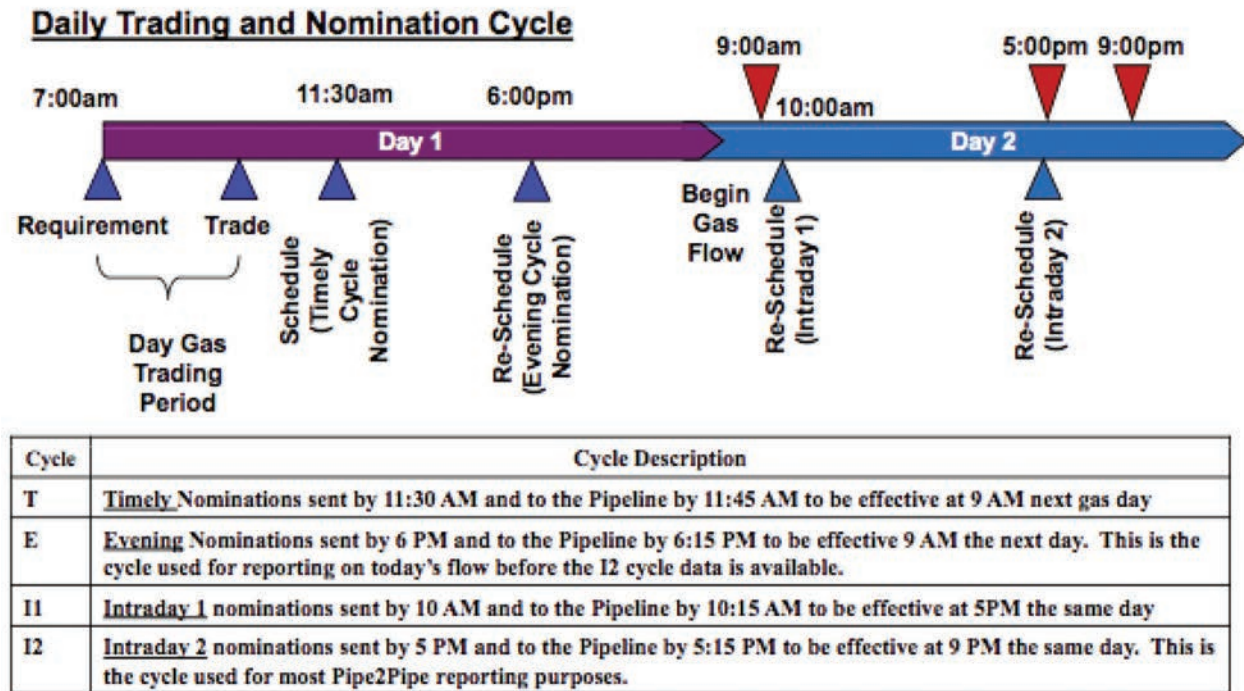 Daily Trading and Nomination Cycle
9:00am
5:00pm
9:00pm
7:00am
11:30am
6:00pm
10:00am
Day 1
Day 2
Requirement
Trade
Day Gas
Trading
Period
Schedule
(Timely
Cycle
Nomination)
Re-Schedule
(Evening Cycle
Nomination)
Begin
Gas
Flow
Re-Schedule
(Intraday 1)
Re-Schedule
(Intraday 2)
Cycle
Cycle Description
T
Timely Nominations sent by 11:30 AM and to the Pipeline by 11:45 AM to be effective at 9 AM next gas day
E
Evening Nominations sent by 6 PM and to the Pipeline by 6:15 PM to be effective 9 AM the next day. This is the
cycle used for reporting on today's flow before the I2 cycle data is available.
I1
Intraday 1 nominations sent by 10 AM and to the Pipeline by 10:15 AM to be effective at 5PM the same day
I2
Intraday 2 nominations sent by 5 PM and to the Pipeline by 5:15 PM to be effective at 9 PM the same day. This is
the cycle used for most Pipe2Pipe reporting purposes.